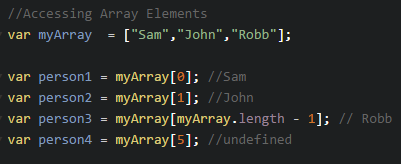 //Accessing Array Elements
var myArray  = ["Sam","John","Robb"];
var person1 = myArray[0]; //Sam
var person2 = myArray[1]; //John
var person3 = myArray[myArray.length - 1]; // Robb
var person4 = myArray[5]; //undefined